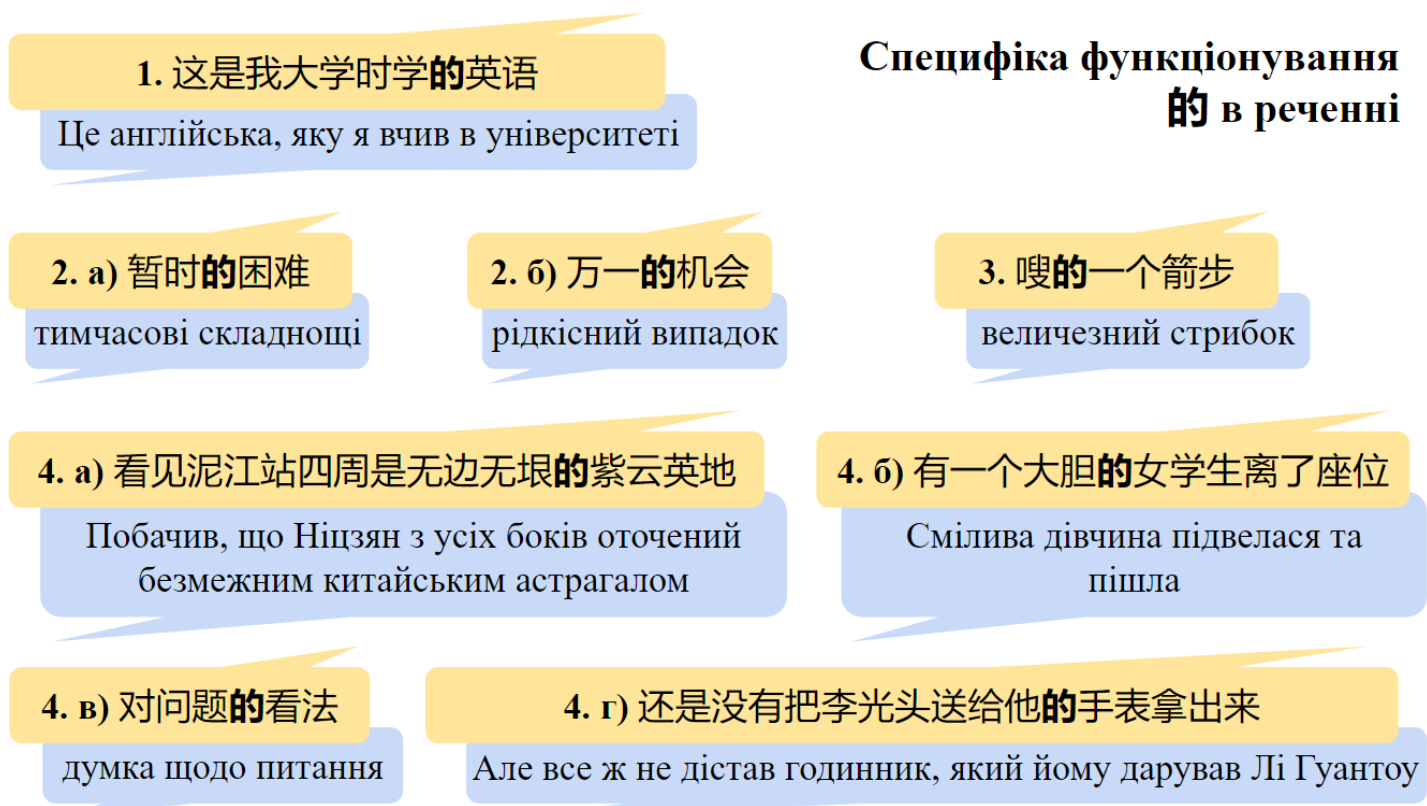 Специфіка функціонування
的 в реченні
1. 这是我大学时学的英语
Це англійська, яку я вчив в університеті
2. а) 暂时的困难
тимчасові складнощі
2. б) 万一的机会
рідкісний випадок
3. 嗖的一个箭步
величезний стрибок
4. а) 看见泥江站四周是无边无垠的紫云英地
Побачив, що Ніцзян з усіх боків оточений
безмежним китайським астрагалом
4. б) 有一个大胆的女学生离了座位
Смілива дівчина підвелася та
пішла
4. в) 对问题的看法
думка щодо питання
4. г) 还是没有把李光头送给他的手表拿出来
Але все ж не дістав годинник, який йому дарував Лі Гуантоу